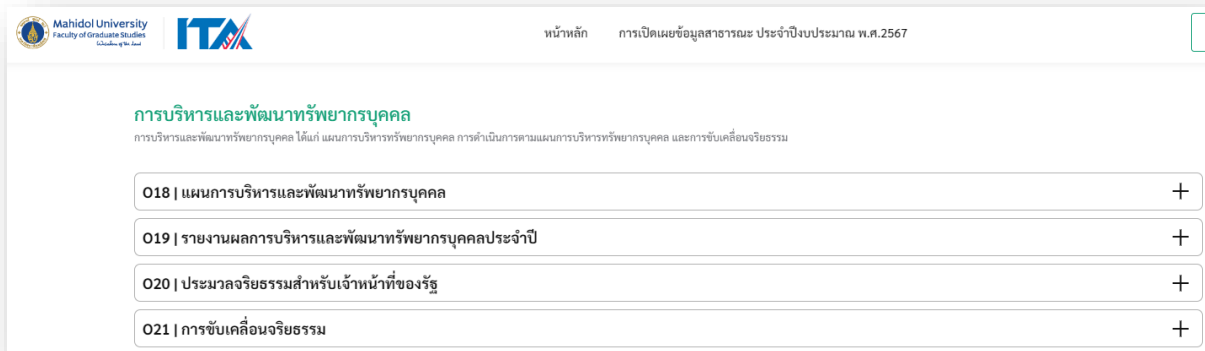 Mahidol University
Faculty of Graduate Studies
Wisdom of the Land
ITA
หน้าหลัก การเปิดเผยข้อมูลสาธารณะ ประจำปีงบประมาณ พ.ศ.2567
การบริหารและพัฒนาทรัพยากรบุคคล
การบริหารและพัฒนาทรัพยากรบุคคล ได้แก่ แผนการบริหารทรัพยากรบุคคล การดำเนินการตามแผนการบริหารทรัพยากรบุคคล และการขับเคลื่อนจริยธรรม
O18 | แผนการบริหารและพัฒนาทรัพยากรบุคคล
O19 | รายงานผลการบริหารและพัฒนาทรัพยากรบุคคลประจำปี
O20 | ประมวลจริยธรรมสำหรับเจ้าหน้าที่ของรัฐ
O21 | การขับเคลื่อนจริยธรรม